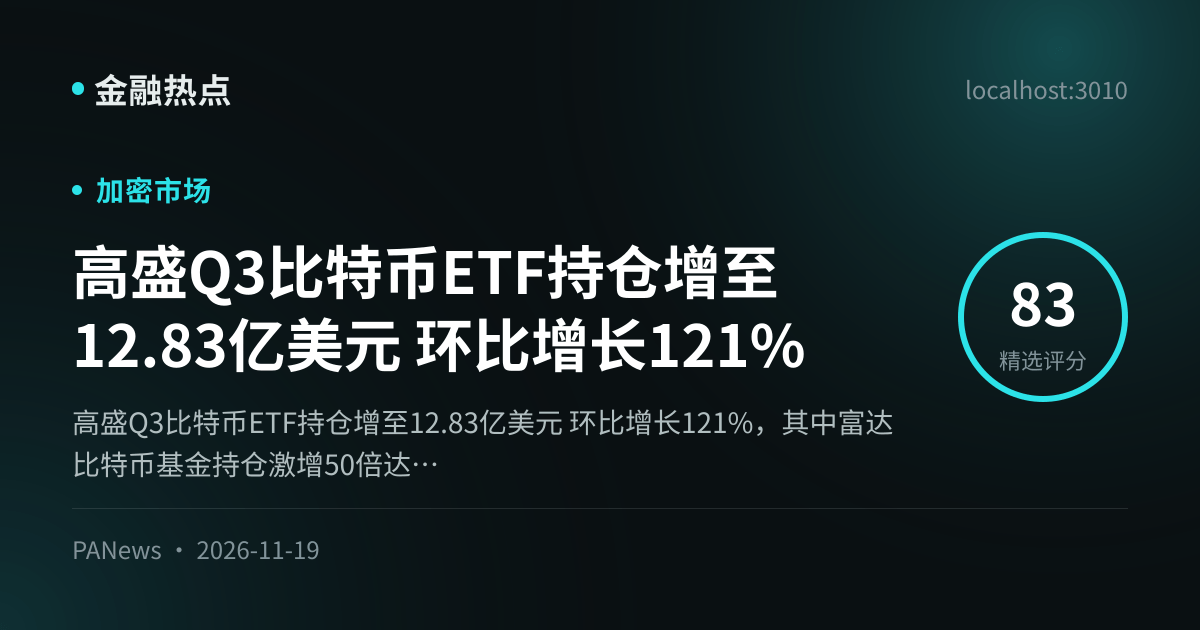 金融热点
localhost:3010
加密市场
高盛Q3比特币ETF持仓增至
12.83亿美元 环比增长121%
83
精选评分
高盛Q3比特币ETF持仓增至12.83亿美元 环比增长121%，其中富达
比特币基金持仓激增50倍达…
PANews • 2026-11-19